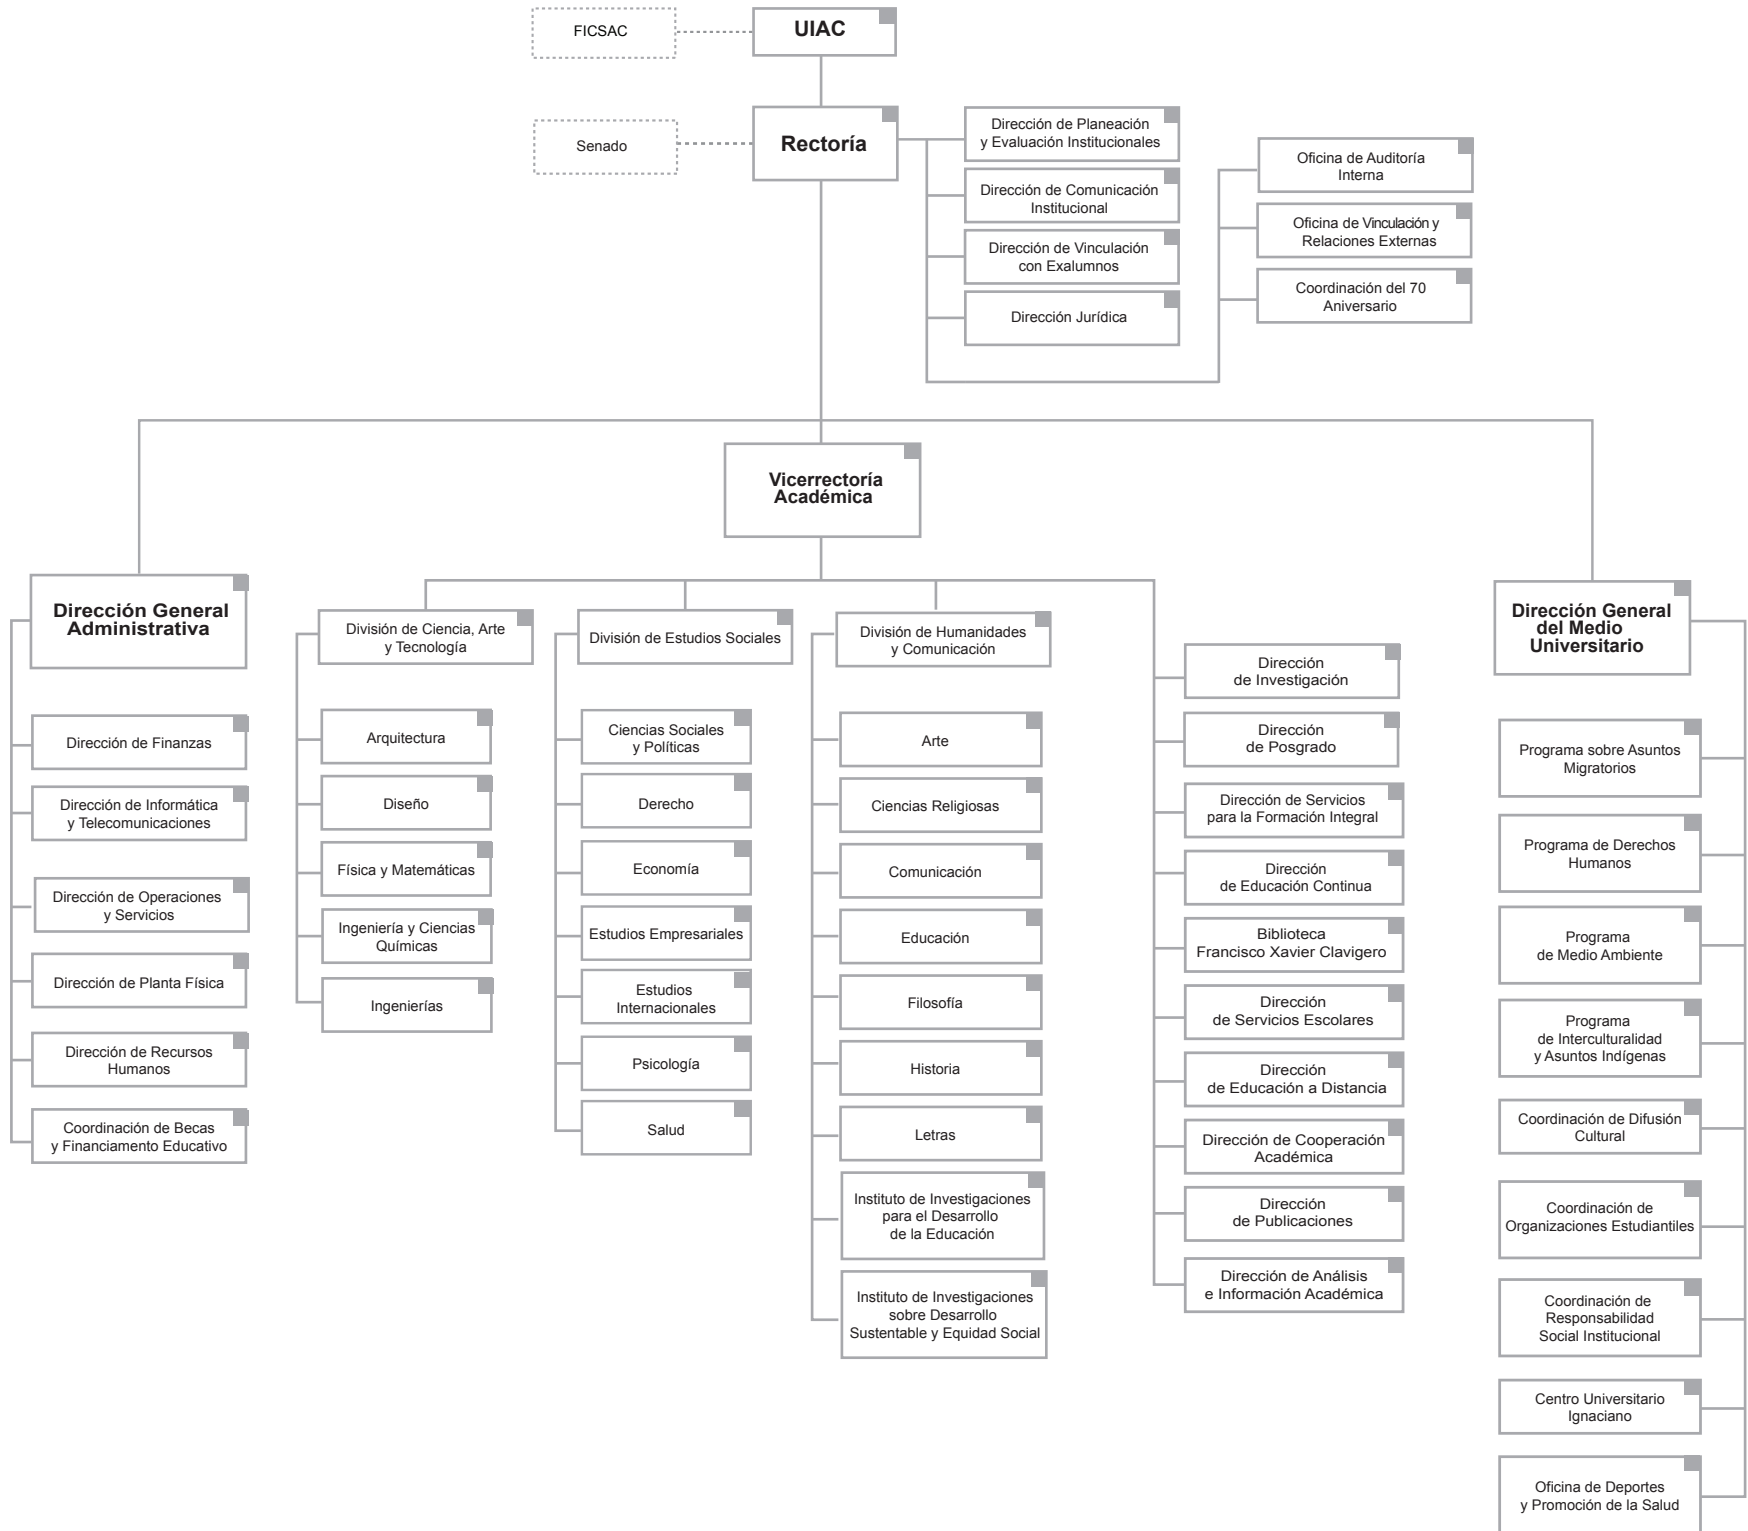 FICSAC
UIAC
Senado
Rectoría
Dirección de Planeación
y Evaluación Institucionales
Dirección de Comunicación
Institucional
Dirección de Vinculación
con Exalumnos
Dirección Jurídica
Oficina de Auditoría
Interna
Oficina de Vinculación y
Relaciones Externas
Coordinación del 70
Aniversario
Vicerrectoría
Académica
Dirección General
Administrativa
Dirección de Finanzas
Dirección de Informática
y Telecomunicaciones
Dirección de Operaciones
y Servicios
Dirección de Planta Física
Dirección de Recursos
Humanos
Coordinación de Becas
y Financiamento Educativo
División de Ciencia, Arte
y Tecnología
Arquitectura
Diseño
Física y Matemáticas
Ingeniería y Ciencias
Químicas
Ingenierías
División de Estudios Sociales
Ciencias Sociales
y Políticas
Derecho
Economía
Estudios Empresariales
Estudios
Internacionales
Psicología
Salud
División de Humanidades
y Comunicación
Arte
Ciencias Religiosas
Comunicación
Educación
Filosofía
Historia
Letras
Instituto de Investigaciones
para el Desarrollo
de la Educación
Instituto de Investigaciones
sobre Desarrollo
Sustentable y Equidad Social
Dirección
de Investigación
Dirección
de Posgrado
Dirección de Servicios
para la Formación Integral
Dirección
de Educación Continua
Biblioteca
Francisco Xavier Clavigero
Dirección
de Servicios Escolares
Dirección
de Educación a Distancia
Dirección de Cooperación
Académica
Dirección
de Publicaciones
Dirección de Análisis
e Información Académica
Dirección General
del Medio
Universitario
Programa sobre Asuntos
Migratorios
Programa de Derechos
Humanos
Programa
de Medio Ambiente
Programa
de Interculturalidad
y Asuntos Indígenas
Coordinación de Difusión
Cultural
Coordinación de
Organizaciones Estudiantiles
Coordinación de
Responsabilidad
Social Institucional
Centro Universitario
Ignaciano
Oficina de Deportes
y Promoción de la Salud